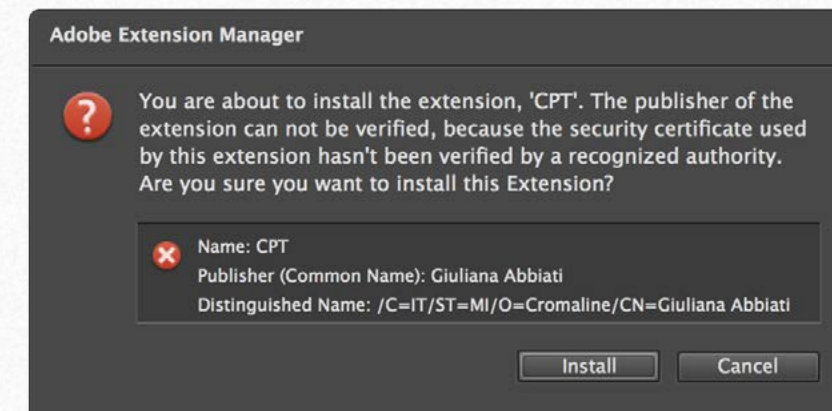 Adobe Extension Manager
You are about to install the extension, 'CPT'. The publisher of the
extension can not be verified, because the security certificate used
by this extension hasn't been verified by a recognized authority.
Are you sure you want to install this Extension?
Name: CPT
Publisher (Common Name): Giuliana Abbiati
Distinguished Name: /C=IT/ST=MI/O=Cromaline/CN=Giuliana Abbiati
Install Cancel